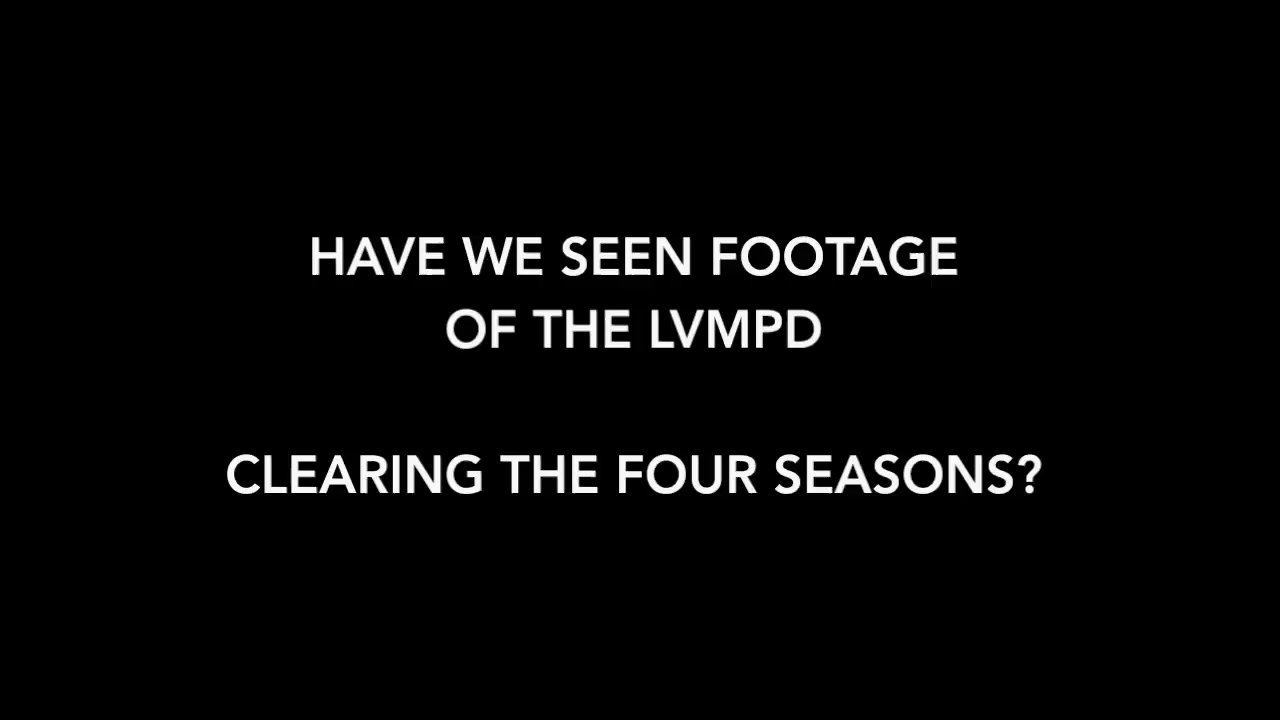 HAVE WE SEEN FOOTAGE
OF THE LVMPD
CLEARING THE FOUR SEASONS?